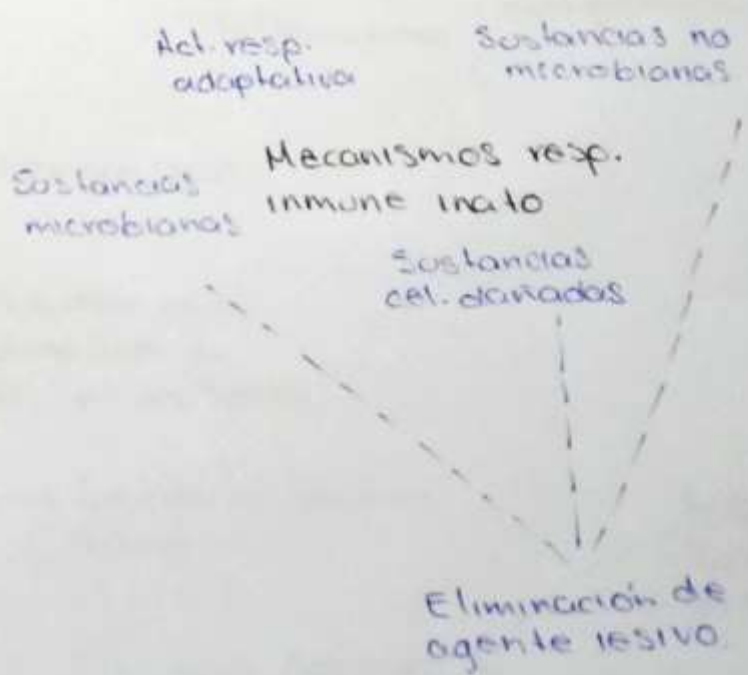 Act. resp.
adaptativa
Sustancias no
microbianas
Mecanismos resp.
inmune inato
Sustancias
microbianas
Sustancias
cel. dañadas
Eliminación de
agente lesivo.